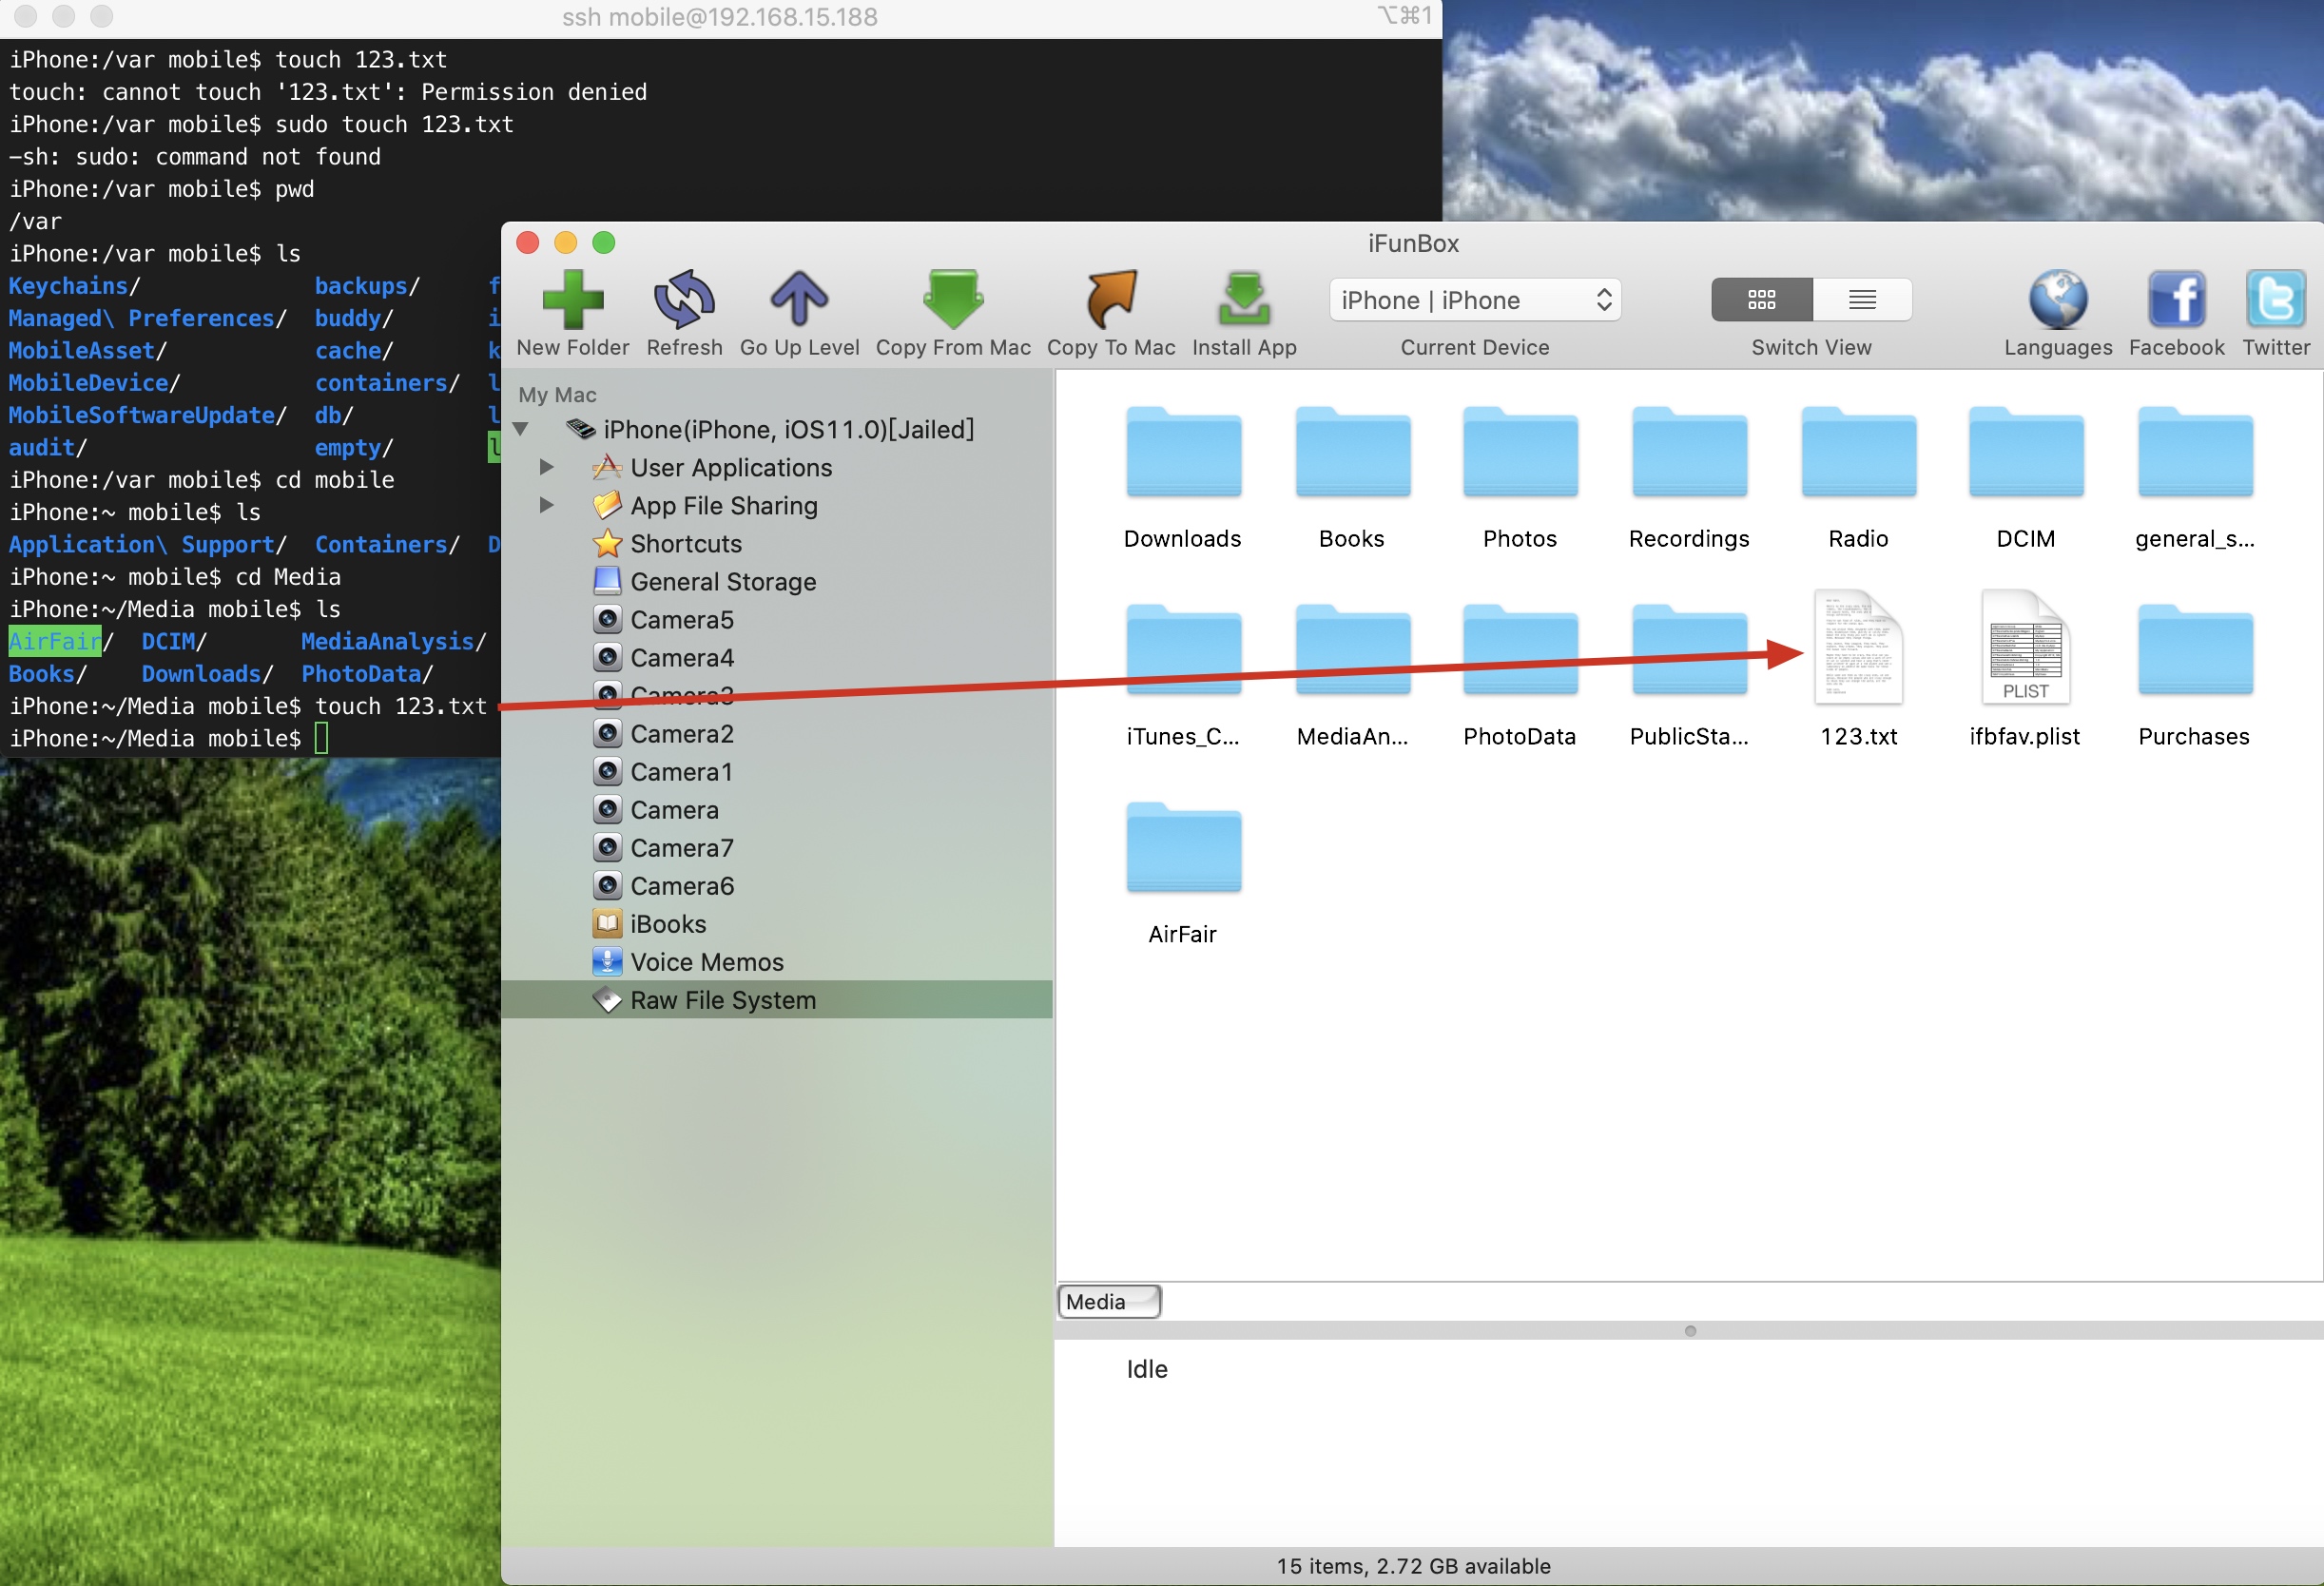 ssh mobile@192.168.15.188
⌥⌘1
iPhone:/var mobile$ touch 123.txt
touch: cannot touch '123.txt': Permission denied
iPhone:/var mobile$ sudo touch 123.txt
-sh: sudo: command not found
iPhone:/var mobile$ pwd
/var
iPhone:/var mobile$ ls
Keychains/ backups/ f
Managed\ Preferences/ buddy/ i
MobileAsset/ cache/ k
MobileDevice/ containers/ l
MobileSoftwareUpdate/ db/ l
audit/ empty/ l
iPhone:/var mobile$ cd mobile
iPhone:~ mobile$ ls
Application\ Support/ Containers/ D
iPhone:~ mobile$ cd Media
iPhone:~/Media mobile$ ls
AirFair/ DCIM/ MediaAnalysis/
Books/ Downloads/ PhotoData/
iPhone:~/Media mobile$ touch 123.txt
iPhone:~/Media mobile$
iFunBox
New Folder
Refresh
Go Up Level
Copy From Mac
Copy To Mac
Install App
iPhone | iPhone
Current Device
Switch View
Languages
Facebook
Twitter
My Mac
iPhone(iPhone, iOS11.0)[Jailed]
User Applications
App File Sharing
Shortcuts
General Storage
Camera5
Camera4
Camera3
Camera2
Camera1
Camera
Camera7
Camera6
iBooks
Voice Memos
Raw File System
Downloads
Books
Photos
Recordings
Radio
DCIM
general_s...
PLIST
iTunes_C...
MediaAn...
PhotoData
PublicSta...
123.txt
ifbfav.plist
Purchases
AirFair
Media
Idle
15 items, 2.72 GB available